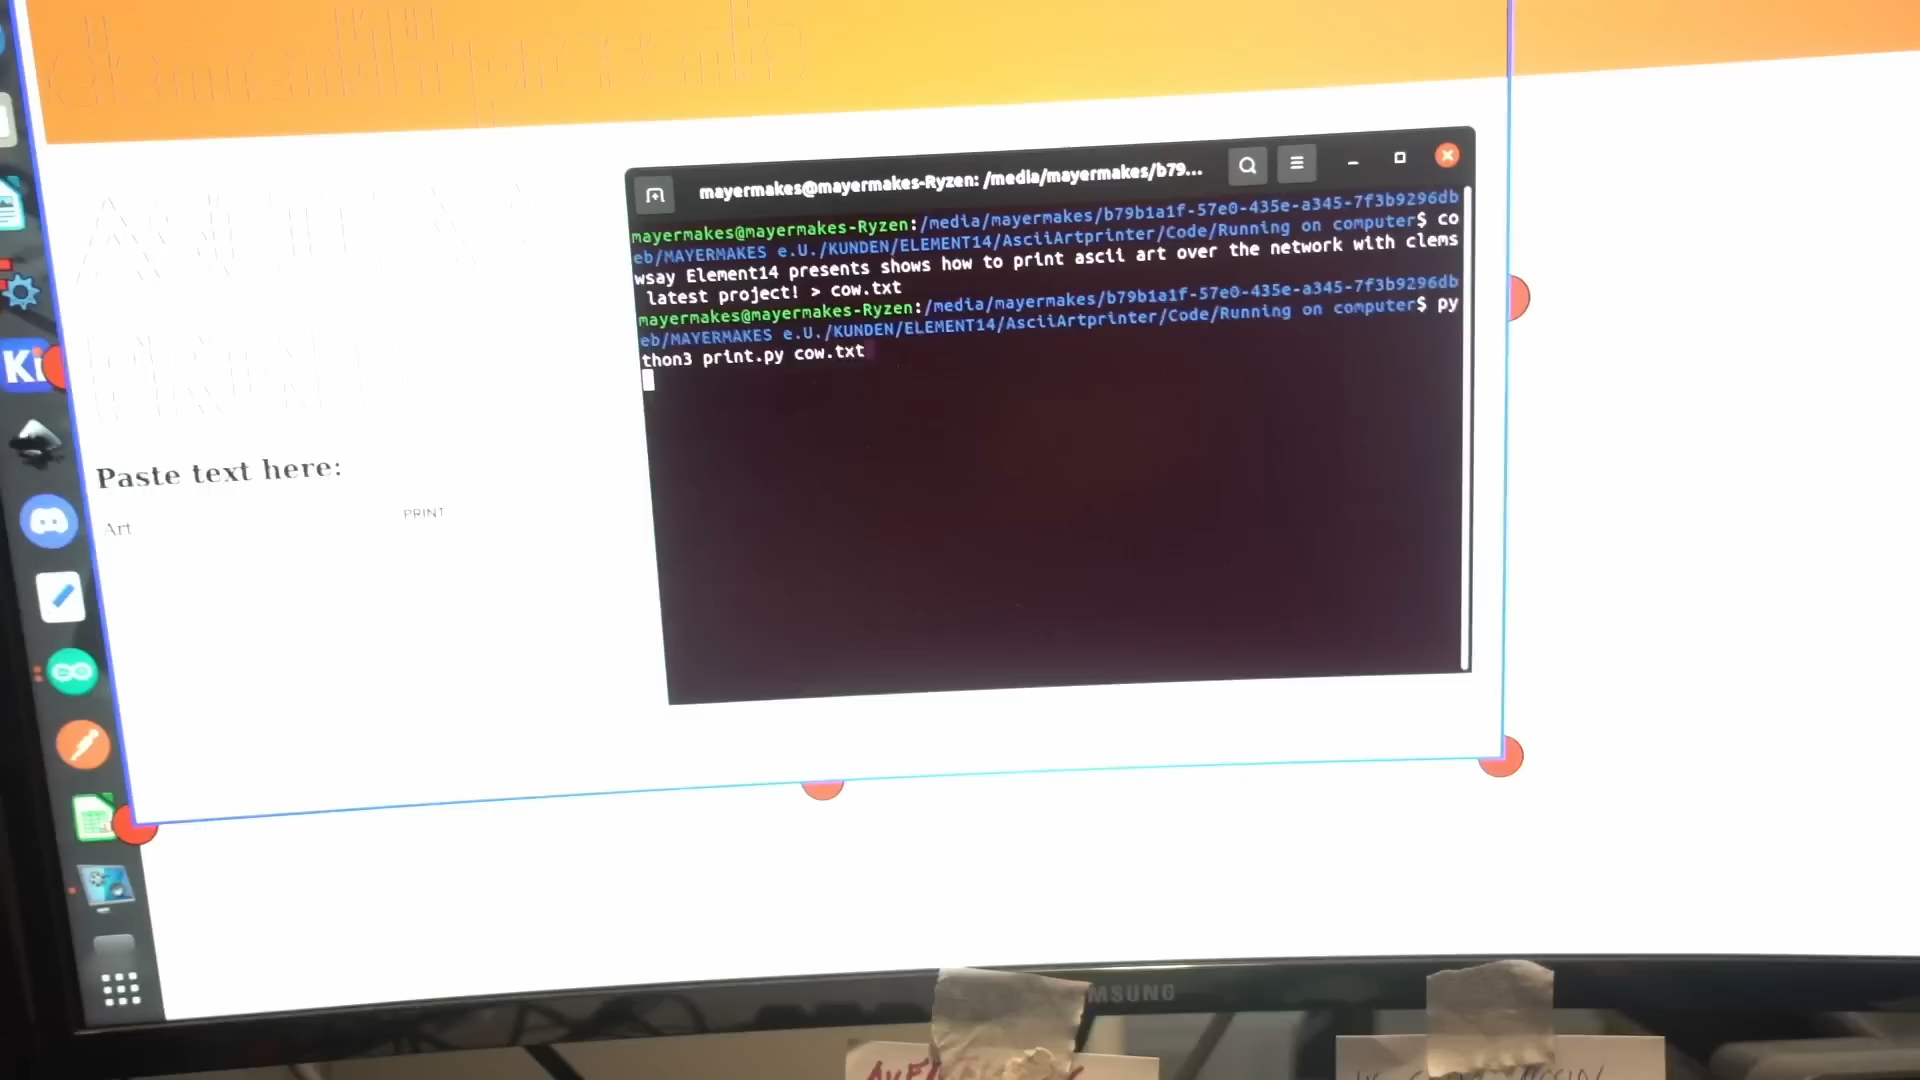 mayermakes@mayermakes-Ryzen: /media/mayermakes/b79...
mayermakes@mayermakes-Ryzen:/media/mayermakes/b79b1a1f-57e0-435e-a345-7f3b9296db
eb/MAYERMAKES e.U./KUNDEN/ELEMENT14/AsciiArtprinter/Code/Running on computer$ co
wsay Element14 presents shows how to print ascii art over the network with clems
latest project! > cow.txt
mayermakes@mayermakes-Ryzen:/media/mayermakes/b79b1a1f-57e0-435e-a345-7f3b9296db
eb/MAYERMAKES e.U./KUNDEN/ELEMENT14/AsciiArtprinter/Code/Running on computer$ py
thon3 print.py cow.txt
Ki
Paste text here:
Art
PRINT
MSUNG